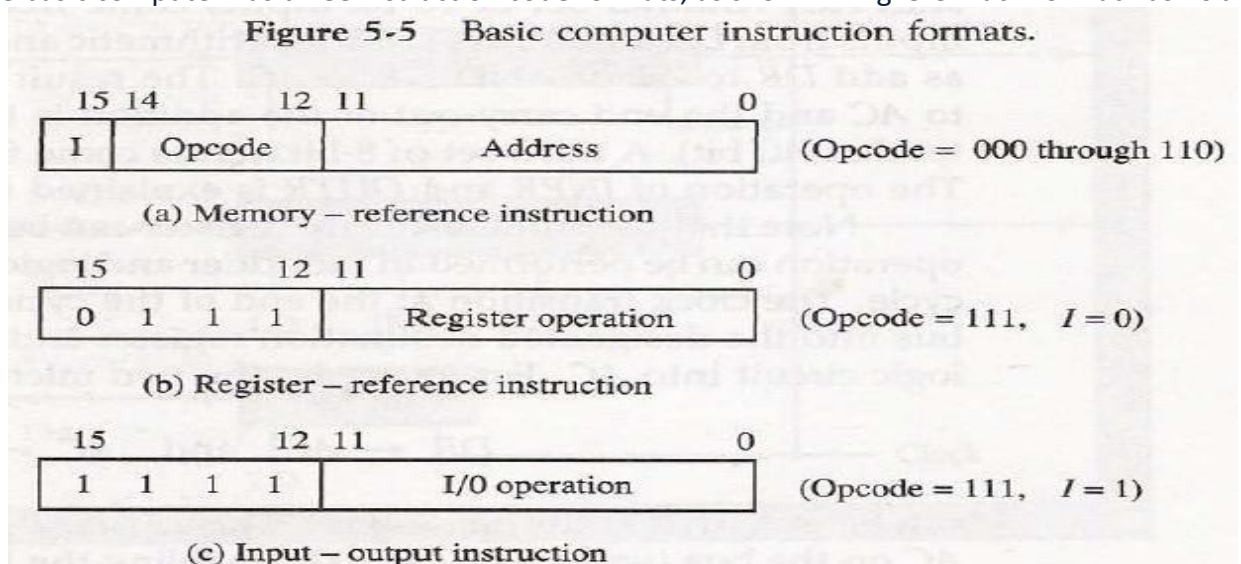 Figure 5-5 Basic computer instruction formats.
15 14 12 11 0
I Opcode Address (Opcode = 000 through 110)
(a) Memory – reference instruction
15 12 11 0
0 1 1 1 Register operation (Opcode = 111, I = 0)
(b) Register – reference instruction
15 12 11 0
1 1 1 1 I/0 operation (Opcode = 111, I = 1)
(c) Input – output instruction